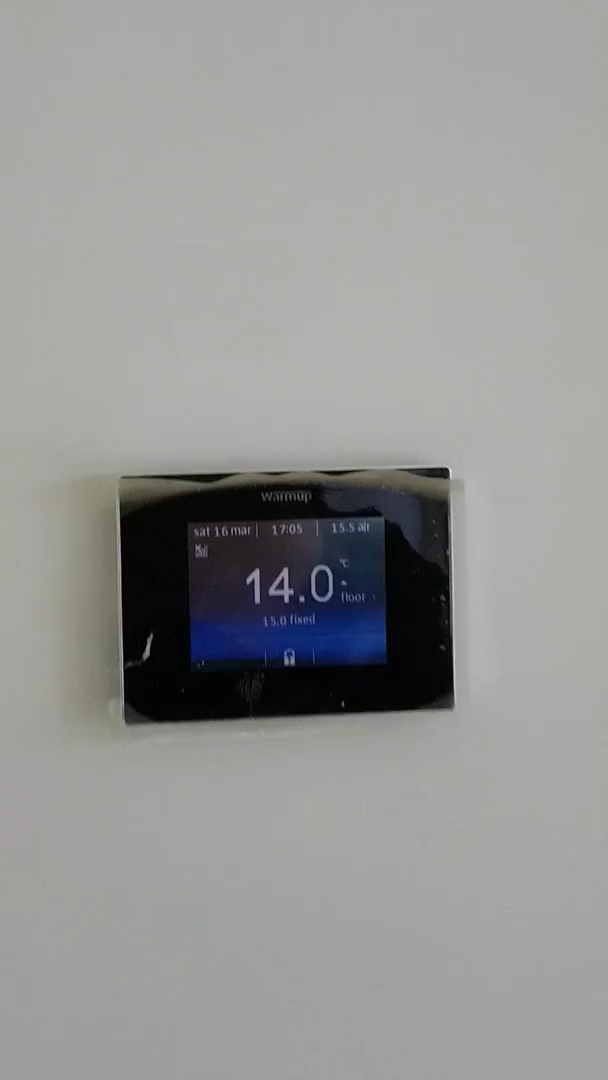 warmup
sat 16 mar | 17:05 | 15.5 air
14.0 °C
floor
15.0 fixed